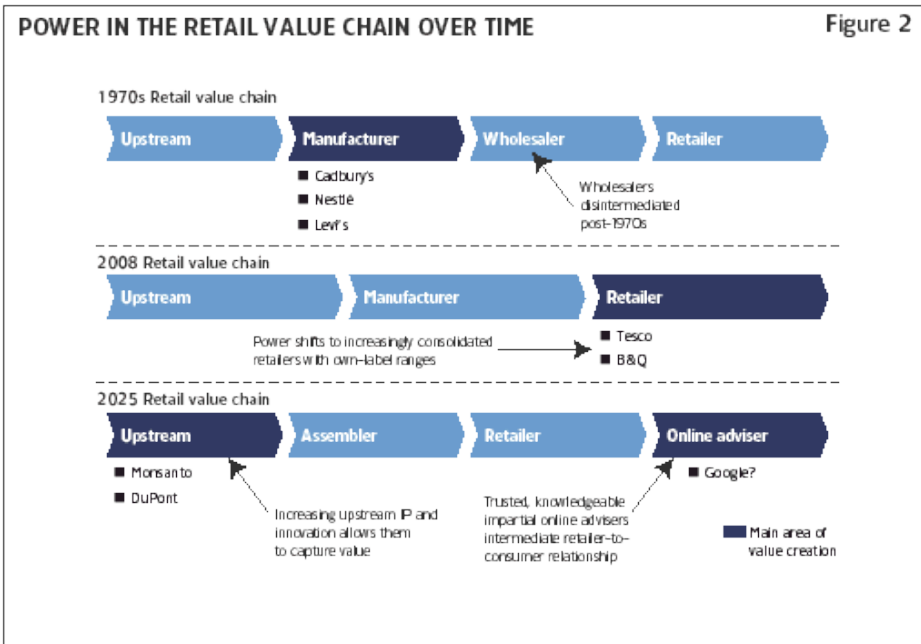 POWER IN THE RETAIL VALUE CHAIN OVER TIME
Figure 2
1970s Retail value chain
Upstream
Manufacturer
Wholesaler
Retailer
Cadbury's
Nestlé
Levi's
Wholesalers
disintermediated
post-1970s
2008 Retail value chain
Upstream
Manufacturer
Retailer
Power shifts to increasingly consolidated
retailers with own-label ranges
Tesco
B&Q
2025 Retail value chain
Upstream
Assembler
Retailer
Online adviser
Monsanto
DuPont
Increasing upstream IP and
innovation allows them
to capture value
Trusted, knowledgeable
impartial online advisers
intermediate retailer-to-
consumer relationship
Google?
Main area of
value creation